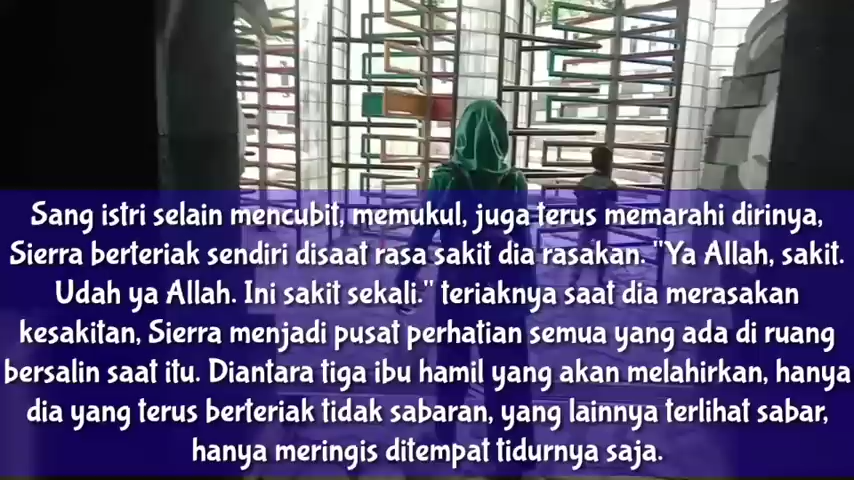 Sang istri selain mencubit, memukul, juga terus memarahi dirinya,
Sierra berteriak sendiri disaat rasa sakit dia rasakan. "Ya Allah, sakit.
Udah ya Allah. Ini sakit sekali." teriaknya saat dia merasakan
kesakitan, Sierra menjadi pusat perhatian semua yang ada di ruang
bersalin saat itu. Diantara tiga ibu hamil yang akan melahirkan, hanya
dia yang terus berteriak tidak sabaran, yang lainnya terlihat sabar,
hanya meringis ditempat tidurnya saja.